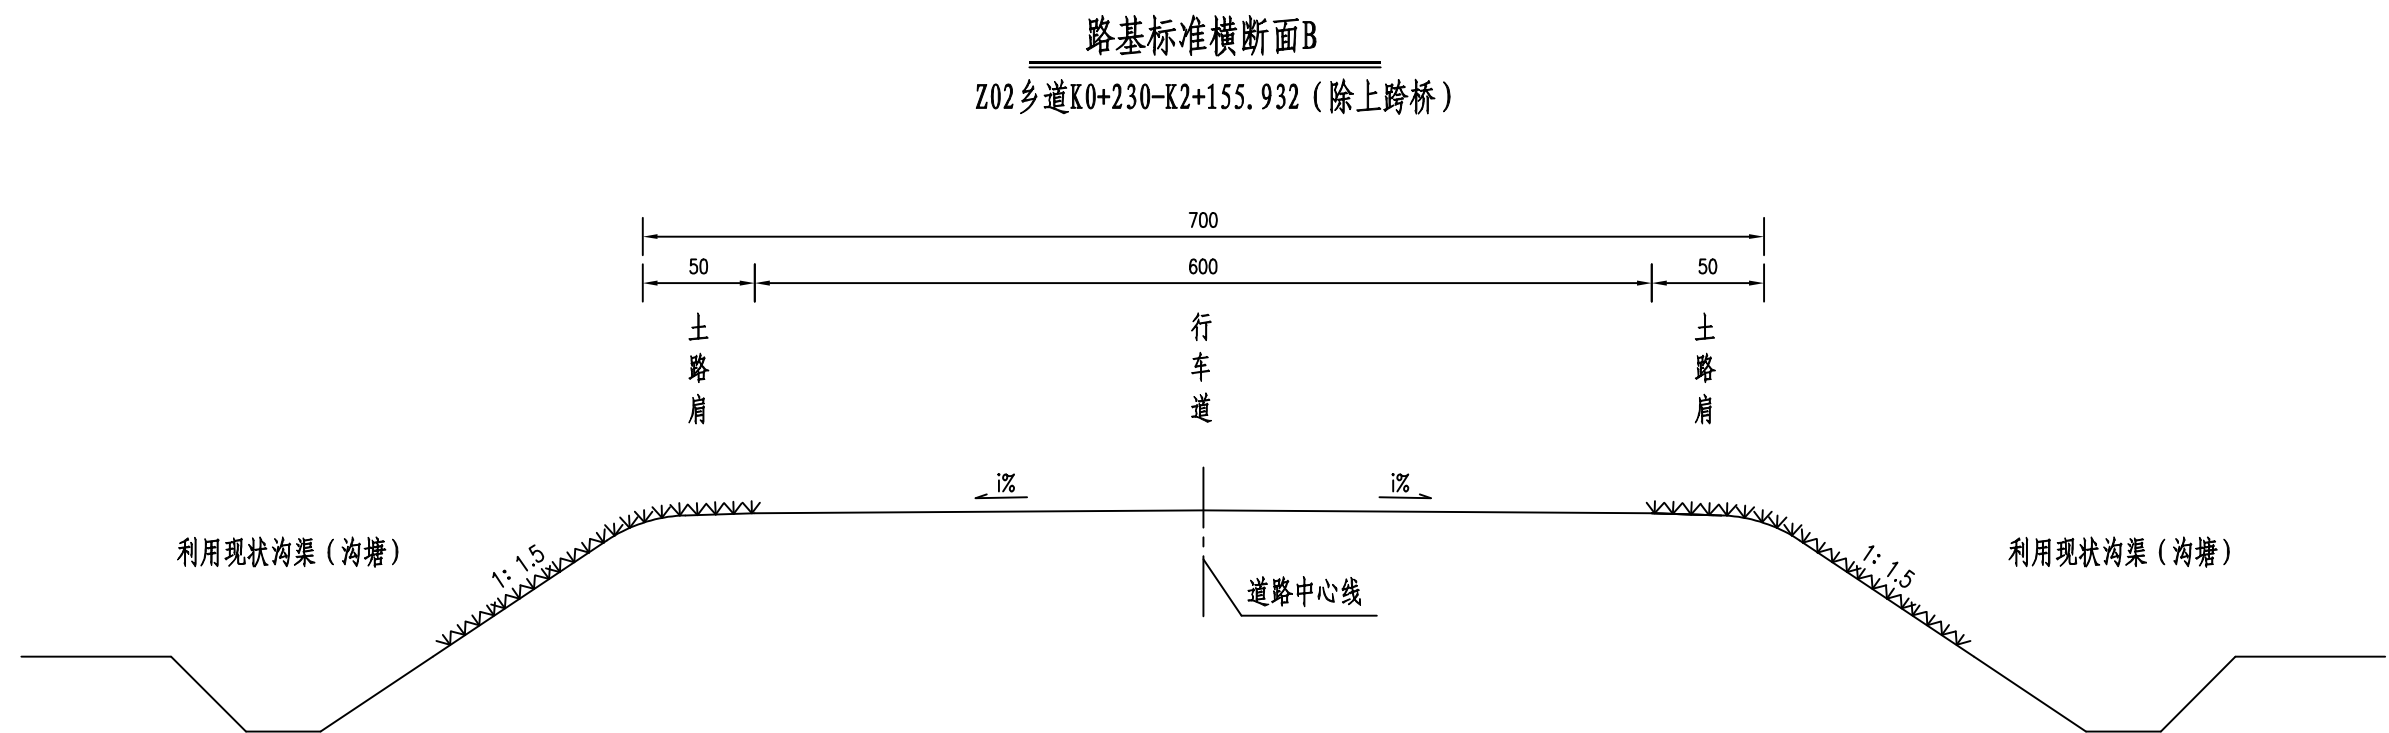 路基标准横断面B
Z02乡道K0+230-K2+155.932（除上跨桥）
700
50
600
50
土路肩
行车道
土路肩
i%
i%
利用现状沟渠（沟塘）
1：1.5
1：1.5
利用现状沟渠（沟塘）
道路中心线